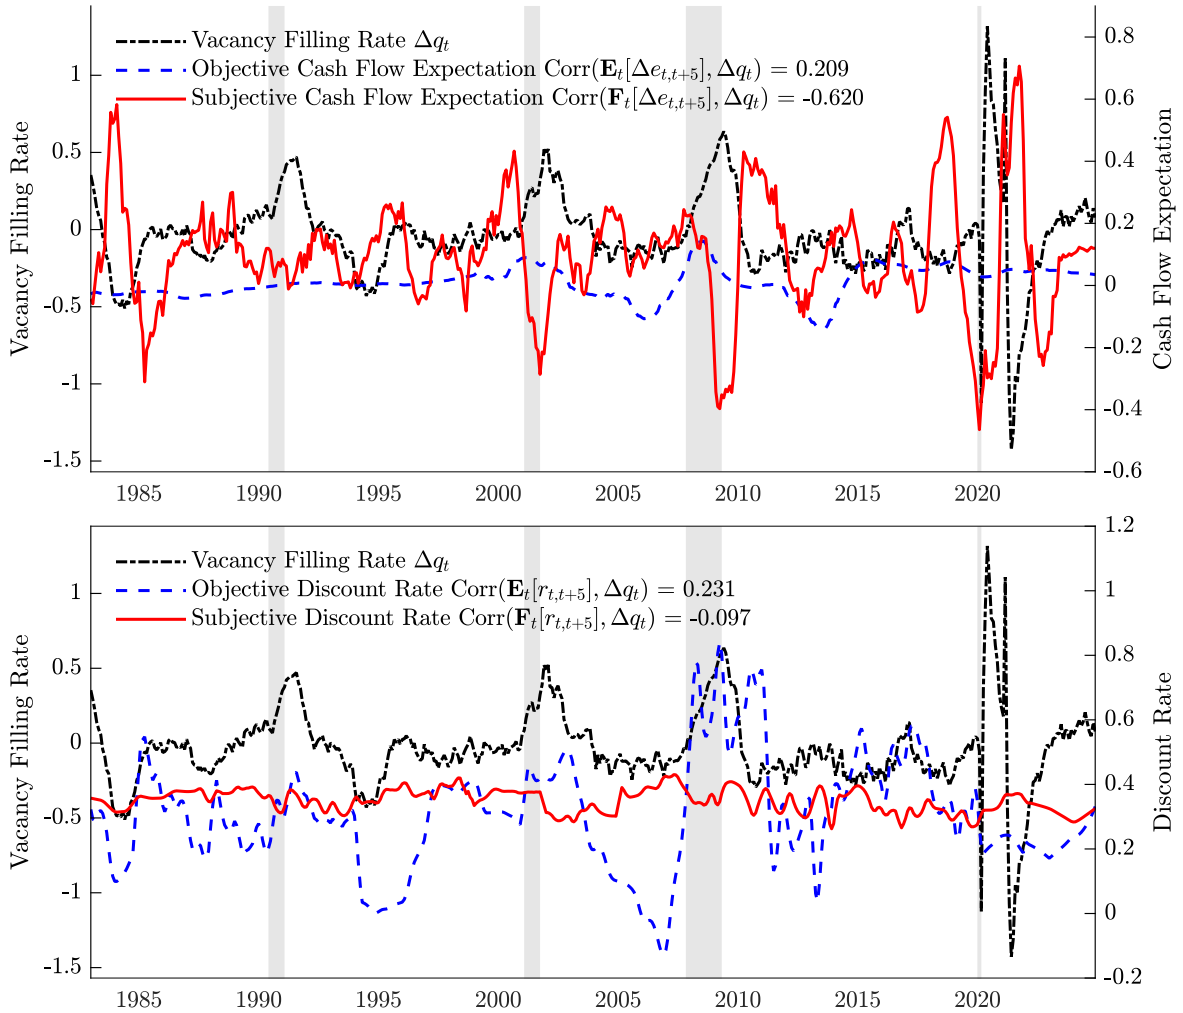 Vacancy Filling Rate Δq_t
Objective Cash Flow Expectation Corr(E_t[Δe_{t,t+5}], Δq_t) = 0.209
Subjective Cash Flow Expectation Corr(F_t[Δe_{t,t+5}], Δq_t) = -0.620
Vacancy Filling Rate
1
0.5
0
-0.5
-1
-1.5
Cash Flow Expectation
0.8
0.6
0.4
0.2
0
-0.2
-0.4
-0.6
1985 1990 1995 2000 2005 2010 2015 2020
Vacancy Filling Rate Δq_t
Objective Discount Rate Corr(E_t[r_{t,t+5}], Δq_t) = 0.231
Subjective Discount Rate Corr(F_t[r_{t,t+5}], Δq_t) = -0.097
Vacancy Filling Rate
1
0.5
0
-0.5
-1
-1.5
Discount Rate
1.2
1
0.8
0.6
0.4
0.2
0
-0.2
1985 1990 1995 2000 2005 2010 2015 2020